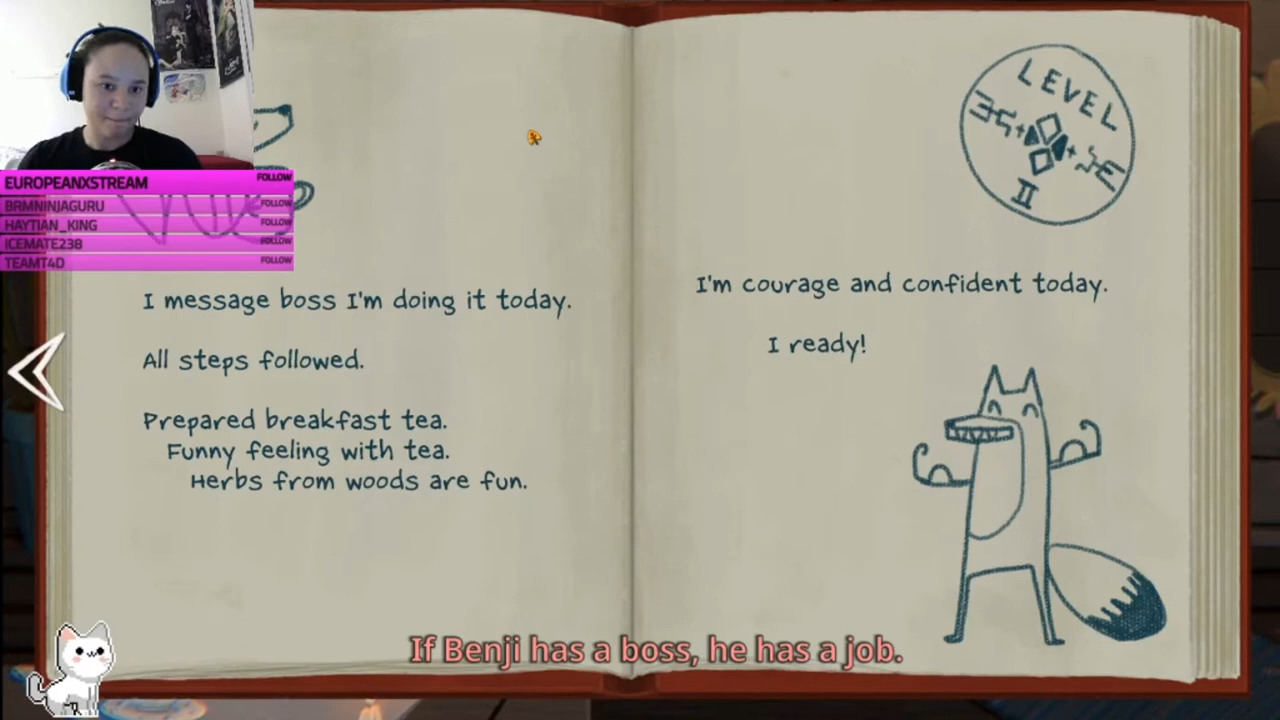 EUROPEANXSTREAM FOLLOW
BRMNINJAGURU FOLLOW
HAYTIAN_KING FOLLOW
ICEMATE238 FOLLOW
TEAMT4D FOLLOW
I message boss I'm doing it today.
All steps followed.
Prepared breakfast tea.
Funny feeling with tea.
Herbs from woods are fun.
LEVEL
II
I'm courage and confident today.
I ready!
If Benji has a boss, he has a job.